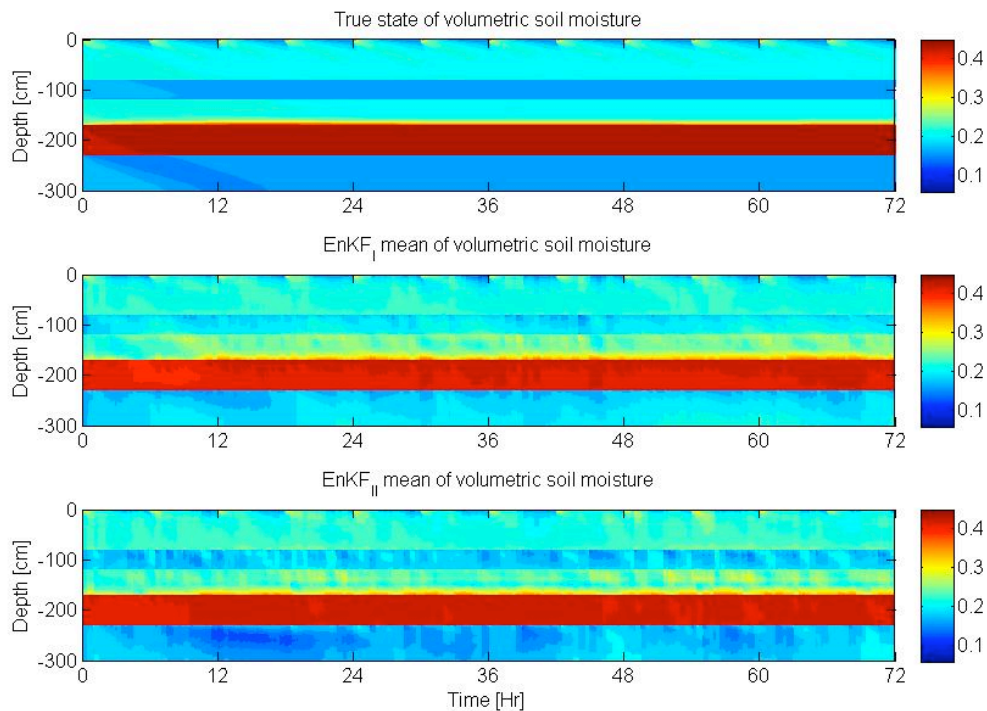 True state of volumetric soil moisture
Depth [cm]
0
-100
-200
-300
0 12 24 36 48 60 72
0.4
0.3
0.2
0.1
EnKF_I mean of volumetric soil moisture
Depth [cm]
0
-100
-200
-300
0 12 24 36 48 60 72
0.4
0.3
0.2
0.1
EnKF_II mean of volumetric soil moisture
Depth [cm]
0
-100
-200
-300
0 12 24 36 48 60 72
Time [Hr]
0.4
0.3
0.2
0.1